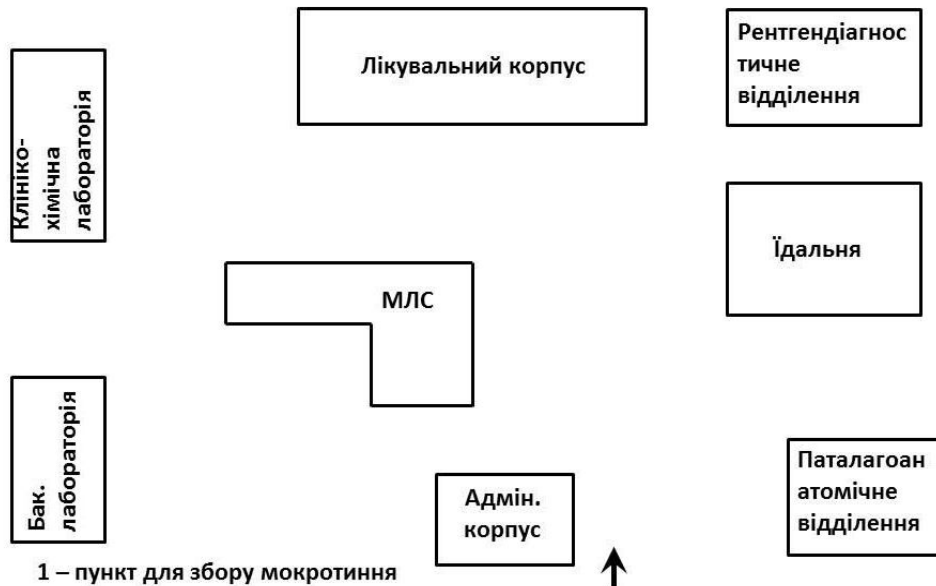 Лікувальний корпус
Рентгендіагнос
тичне
відділення
Клініко-
хімічна
лабораторія
Їдальня
МЛС
Бак.
лабораторія
Адмін.
корпус
Паталагоан
атомічне
відділення
1 – пункт для збору мокротиння